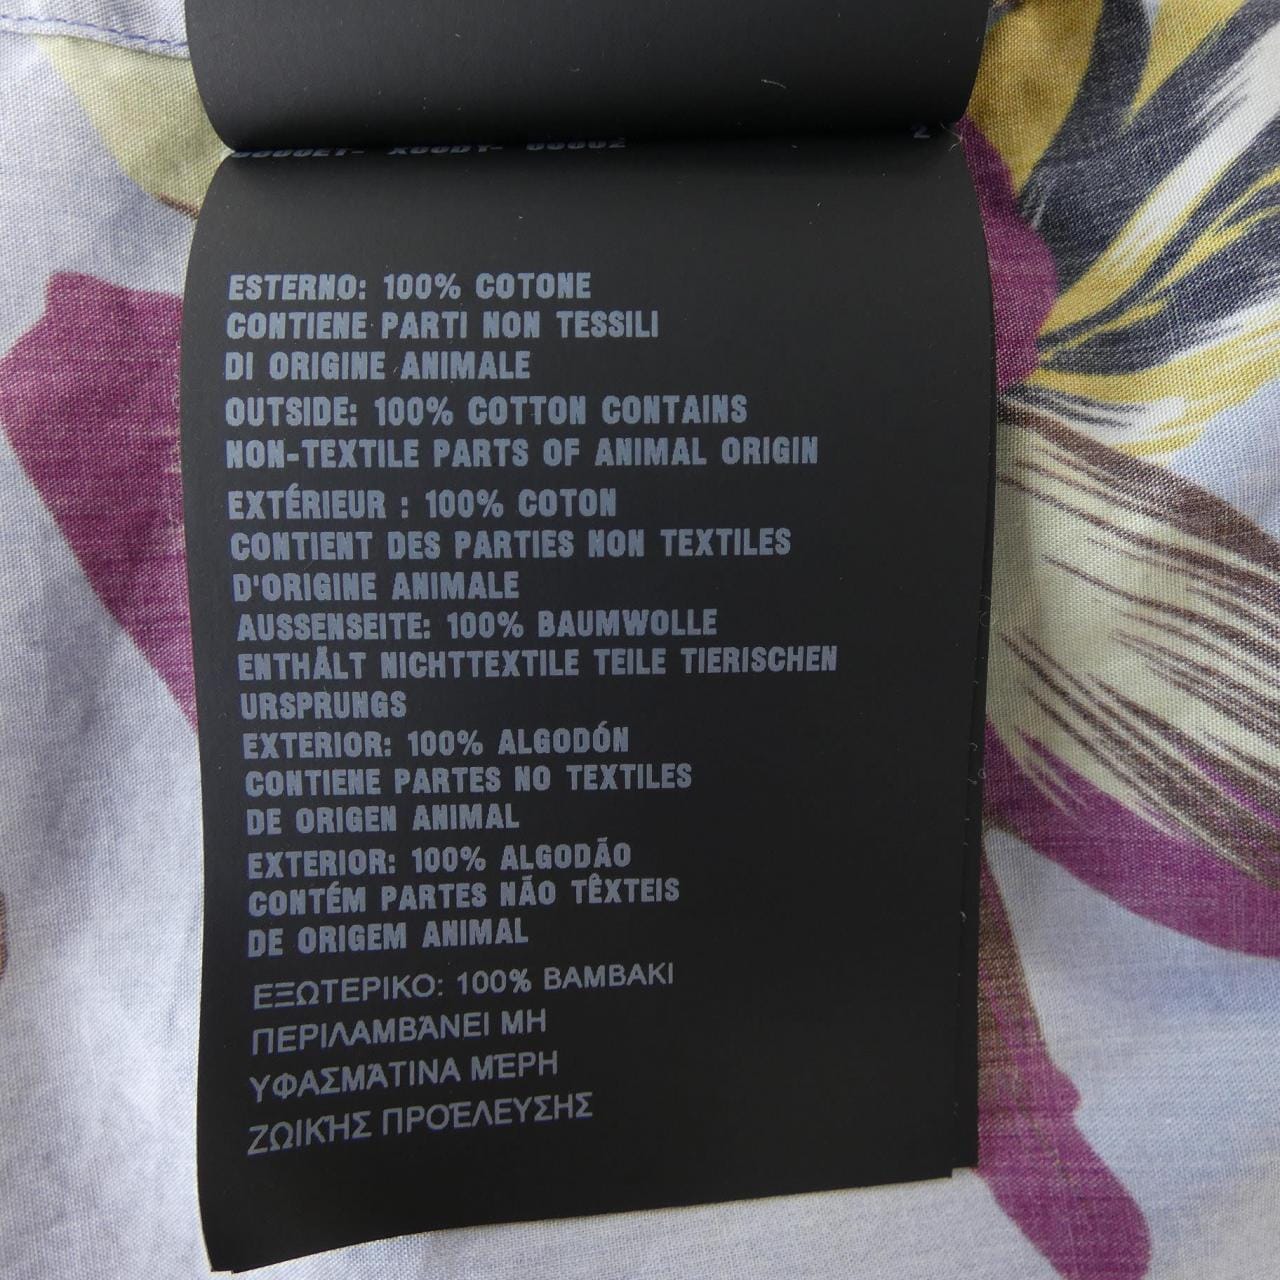 2
ESTERNO: 100% COTONE
CONTIENE PARTI NON TESSILI
DI ORIGINE ANIMALE
OUTSIDE: 100% COTTON CONTAINS
NON-TEXTILE PARTS OF ANIMAL ORIGIN
EXTÉRIEUR : 100% COTON
CONTIENT DES PARTIES NON TEXTILES
D'ORIGINE ANIMALE
AUSSENSEITE: 100% BAUMWOLLE
ENTHÄLT NICHTTEXTILE TEILE TIERISCHEN
URSPRUNGS
EXTERIOR: 100% ALGODÓN
CONTIENE PARTES NO TEXTILES
DE ORIGEN ANIMAL
EXTERIOR: 100% ALGODÃO
CONTÉM PARTES NÃO TÊXTEIS
DE ORIGEM ANIMAL
ΕΞΩΤΕΡΙΚΟ: 100% ΒΑΜΒΑΚΙ
ΠΕΡΙΛΑΜΒΆΝΕΙ ΜΗ
ΥΦΑΣΜΆΤΙΝΑ ΜΈΡΗ
ΖΩΙΚΉΣ ΠΡΟΈΛΕΥΣΗΣ